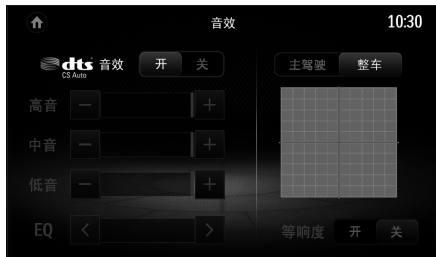 音效 10:30
dts 音效 开 关 主驾驶 整车
CS Auto
高音 − +
中音 − +
低音 − +
EQ < > 等响度 开 关